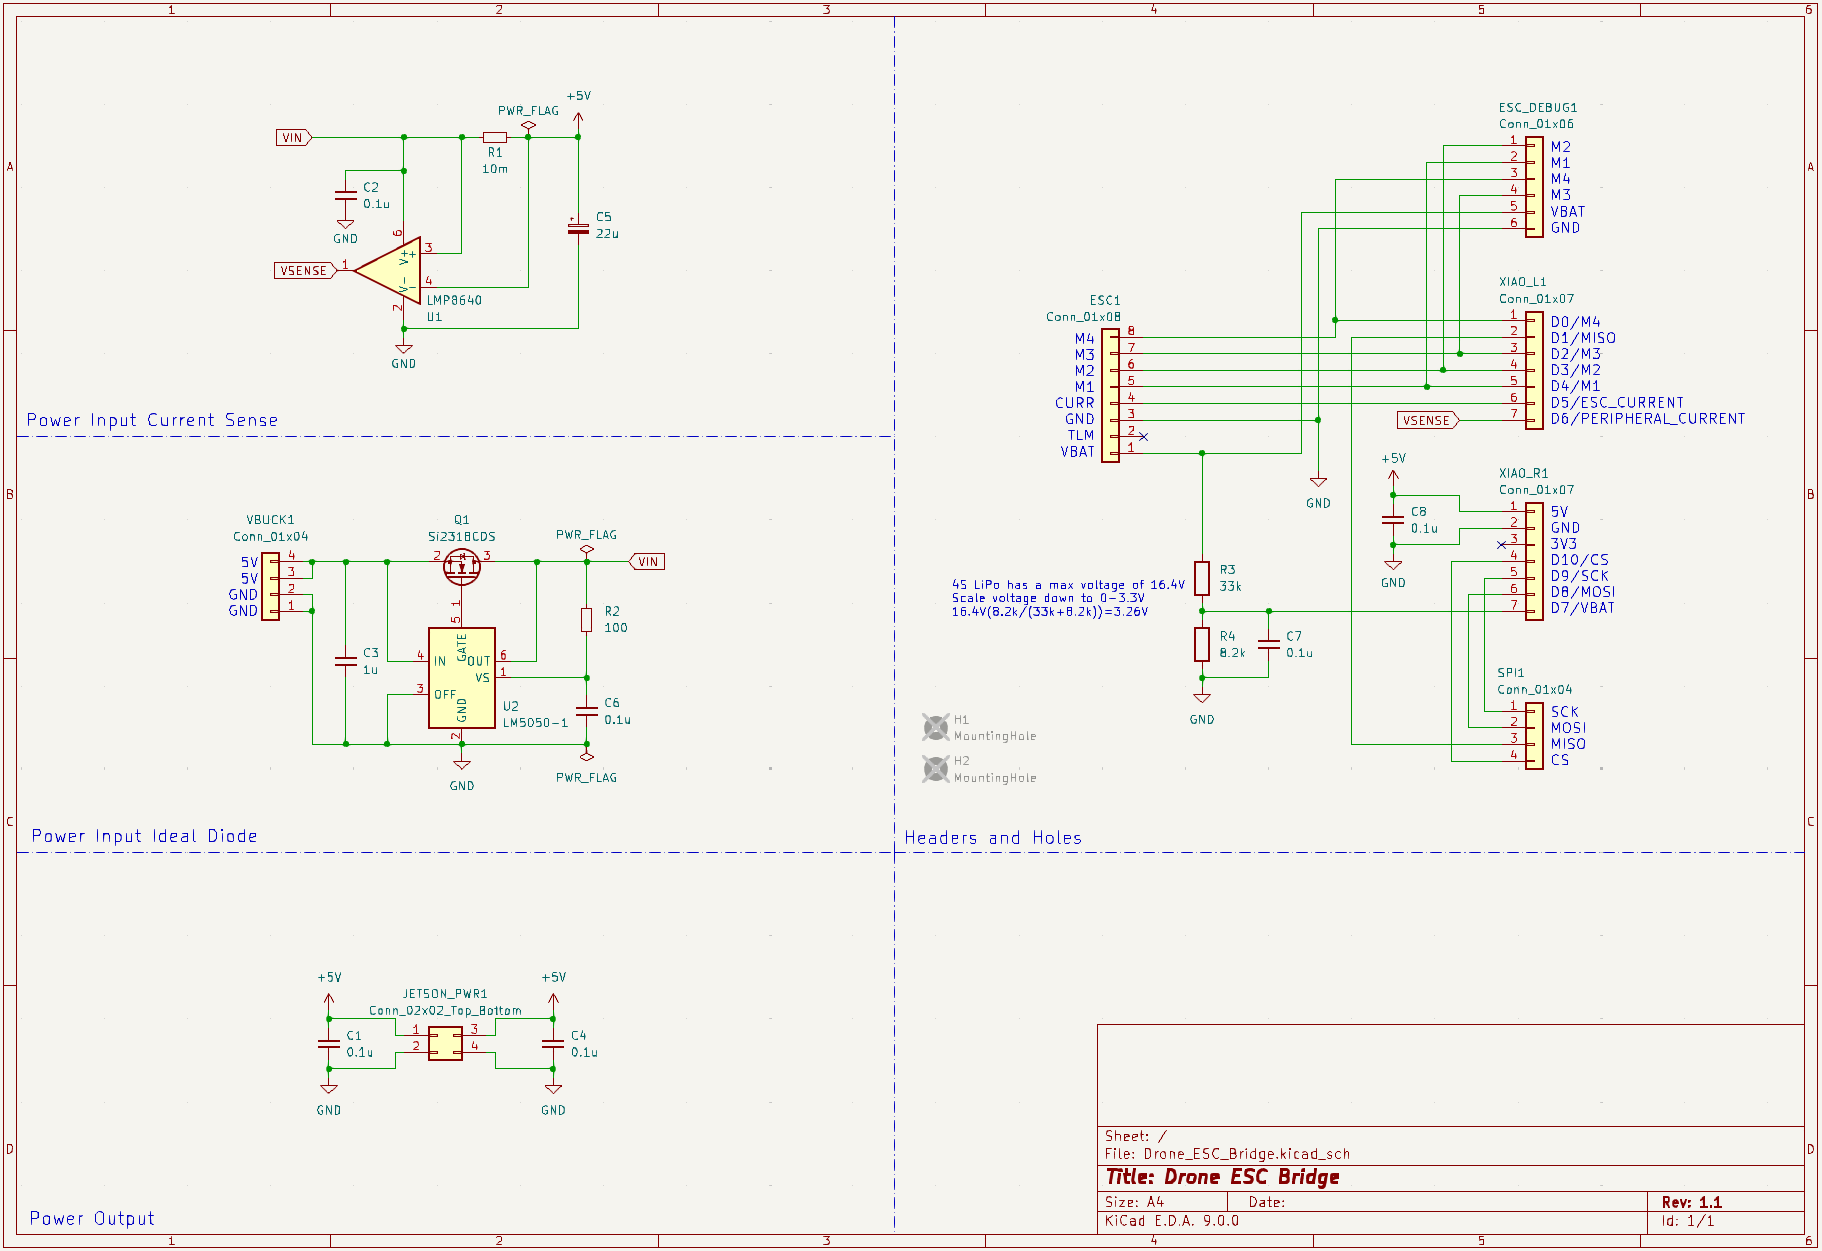 1 2 3 4 5 6
A
B
C
D
A
B
C
D
+5V
PWR_FLAG
VIN
R1
10m
C2
0.1u
GND
C5
22u
6
V+
+
3
VSENSE
1
4
V-
-
2
LMP8640
U1
GND
Power Input Current Sense
VBUCK1
Conn_01x04
5V 4
5V 3
GND 2
GND 1
Q1
Si2318CDS
2
3
1
PWR_FLAG
VIN
R2
100
C3
1u
5
GATE
4 IN
OUT 6
VS 1
3 OFF
GND
2
U2
LM5050-1
C6
0.1u
GND
PWR_FLAG
Power Input Ideal Diode
+5V
+5V
JETSON_PWR1
Conn_02x02_Top_Bottom
C1
0.1u
1 3
2 4
C4
0.1u
GND
GND
Power Output
ESC_DEBUG1
Conn_01x06
1 M2
2 M1
3 M4
4 M3
5 VBAT
6 GND
XIAO_L1
Conn_01x07
1 D0/M4
2 D1/MISO
3 D2/M3
4 D3/M2
5 D4/M1
6 D5/ESC_CURRENT
7 D6/PERIPHERAL_CURRENT
VSENSE
ESC1
Conn_01x08
M4 8
M3 7
M2 6
M1 5
CURR 4
GND 3
TLM 2
VBAT 1
GND
+5V
C8
0.1u
GND
XIAO_R1
Conn_01x07
1 5V
2 GND
3 3V3
4 D10/CS
5 D9/SCK
6 D8/MOSI
7 D7/VBAT
4S LiPo has a max voltage of 16.4V
Scale voltage down to 0-3.3V
16.4V(8.2k/(33k+8.2k))=3.26V
R3
33k
R4
8.2k
C7
0.1u
GND
SPI1
Conn_01x04
1 SCK
2 MOSI
3 MISO
4 CS
H1
MountingHole
H2
MountingHole
Headers and Holes
Sheet: /
File: Drone_ESC_Bridge.kicad_sch
Title: Drone ESC Bridge
Size: A4 Date: Rev: 1.1
KiCad E.D.A. 9.0.0 Id: 1/1
1 2 3 4 5 6